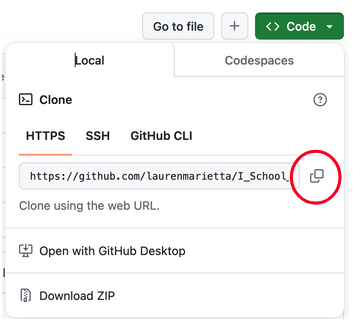 Go to file
+
Code
Local
Codespaces
Clone
HTTPS
SSH
GitHub CLI
https://github.com/laurenmarietta/I_School_
Clone using the web URL.
Open with GitHub Desktop
Download ZIP